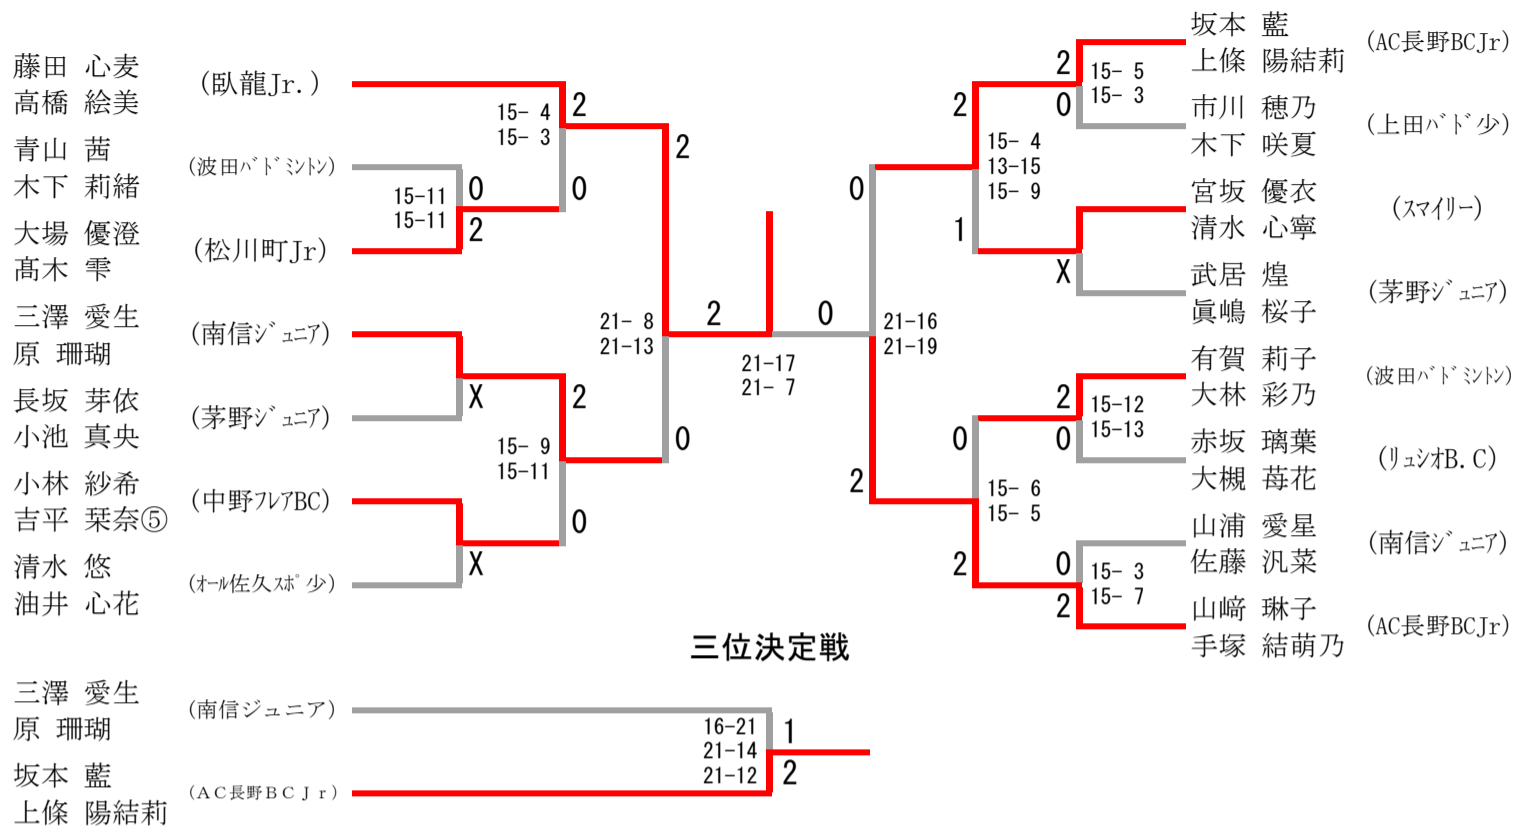 藤田 心麦
高橋 絵美
(臥龍Jr.)
青山 茜
木下 莉緒
(波田ﾊﾞﾄﾞﾐﾝﾄﾝ)
大場 優澄
髙木 雫
(松川町Jr)
三澤 愛生
原 珊瑚
(南信ｼﾞｭﾆｱ)
長坂 芽依
小池 真央
(茅野ｼﾞｭﾆｱ)
小林 紗希
吉平 栞奈⑤
(中野ﾌﾚｱBC)
清水 悠
油井 心花
(ｵｰﾙ佐久ｽﾎﾟ少)
15- 4
15- 3
2
0
15-11
15-11
0
2
2
0
21- 8
21-13
X
2
0
15- 9
15-11
X
2
0
21-17
21- 7
0
2
21-16
21-19
2
1
15- 4
13-15
15- 9
2
0
15- 5
15- 3
X
0
2
15- 6
15- 5
2
0
15-12
15-13
0
2
15- 3
15- 7
坂本 藍
上條 陽結莉
(AC長野BCJr)
市川 穂乃
木下 咲夏
(上田ﾊﾞﾄﾞ少)
宮坂 優衣
清水 心寧
(ｽﾏｲﾘｰ)
武居 煌
眞嶋 桜子
(茅野ｼﾞｭﾆｱ)
有賀 莉子
大林 彩乃
(波田ﾊﾞﾄﾞﾐﾝﾄﾝ)
赤坂 璃葉
大槻 苺花
(ﾘｭｼｵB.C)
山浦 愛星
佐藤 汎菜
(南信ｼﾞｭﾆｱ)
山﨑 琳子
手塚 結萌乃
(AC長野BCJr)
三位決定戦
三澤 愛生
原 珊瑚
(南信ジュニア)
坂本 藍
上條 陽結莉
(ＡＣ長野ＢＣＪｒ)
16-21
21-14
21-12
1
2